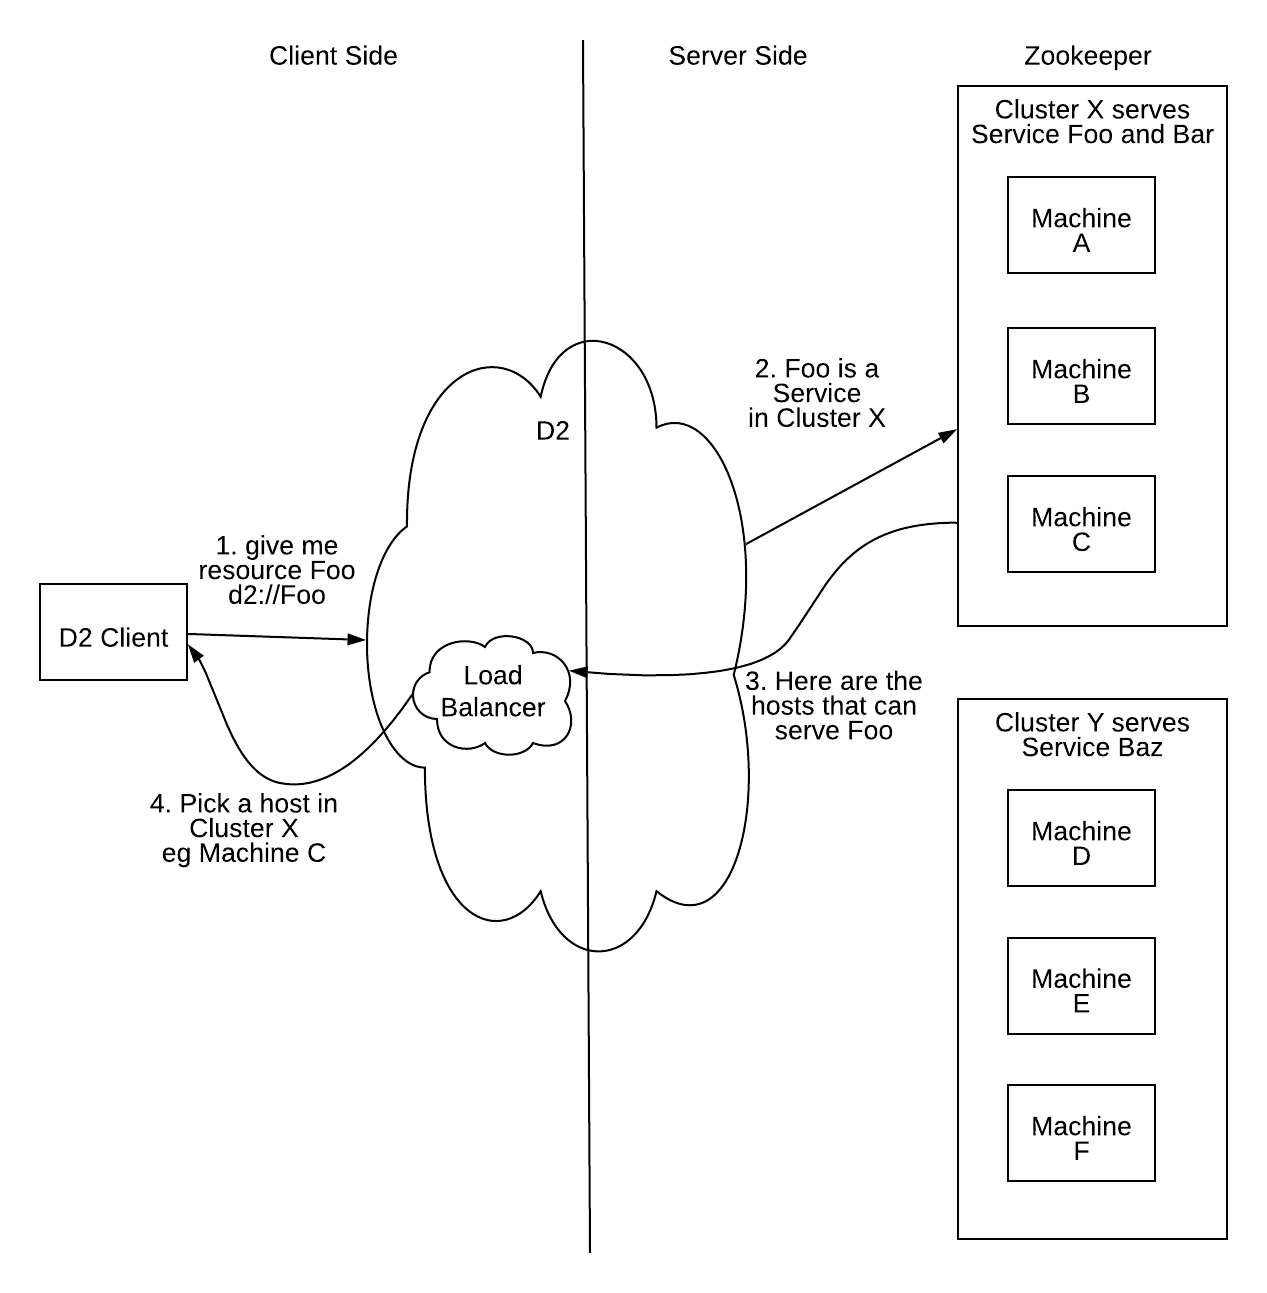 Client Side
Server Side
Zookeeper
Cluster X serves
Service Foo and Bar
Machine
A
Machine
B
Machine
C
2. Foo is a
Service
in Cluster X
D2
1. give me
resource Foo
d2://Foo
D2 Client
Load
Balancer
3. Here are the
hosts that can
serve Foo
4. Pick a host in
Cluster X
eg Machine C
Cluster Y serves
Service Baz
Machine
D
Machine
E
Machine
F